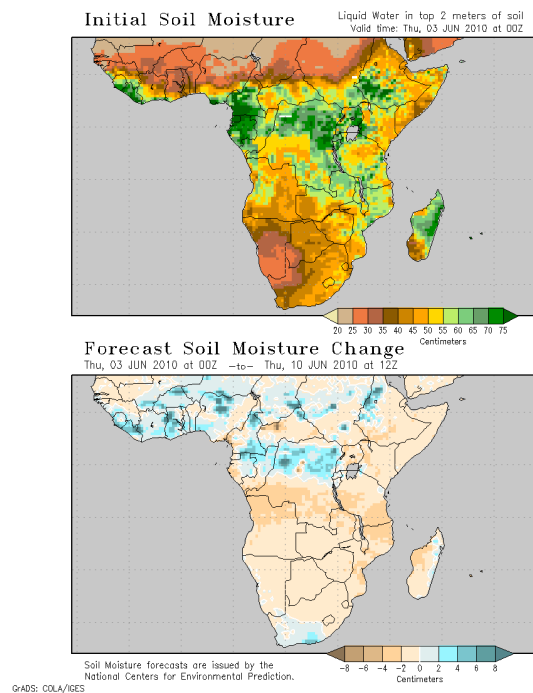 Initial Soil Moisture
Liquid Water in top 2 meters of soil
Valid time: Thu, 03 JUN 2010 at 00Z
20 25 30 35 40 45 50 55 60 65 70 75
Centimeters
Forecast Soil Moisture Change
Thu, 03 JUN 2010 at 00Z -to- Thu, 10 JUN 2010 at 12Z
-8 -6 -4 -2 0 2 4 6 8
Centimeters
Soil Moisture forecasts are issued by the
National Centers for Environmental Prediction.
GrADS: COLA/IGES